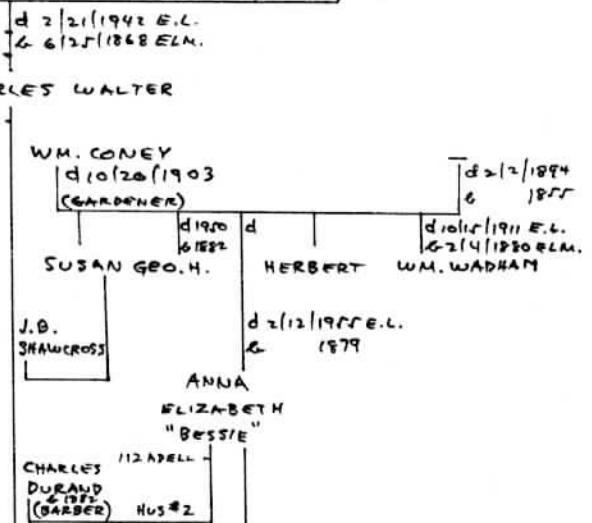 d 2/21/1942 E.L.
b 6/25/1868 ELM.
RLES WALTER
WM. CONEY
d 10/20/1903
(GARDENER)
d 2/2/1894
b 1855
d 1950
b 1882
d
d 10/15/1911 E.L.
b 2/4/1880 ELM.
SUSAN GEO. H. HERBERT WM. WADHAM
J.B.
SHAWCROSS
d 2/12/1955 E.L.
b 1879
ANNA
ELIZABETH
"BESSIE"
112 ADELL
CHARLES
DURAND
b 1882
(BARBER) HUS #2